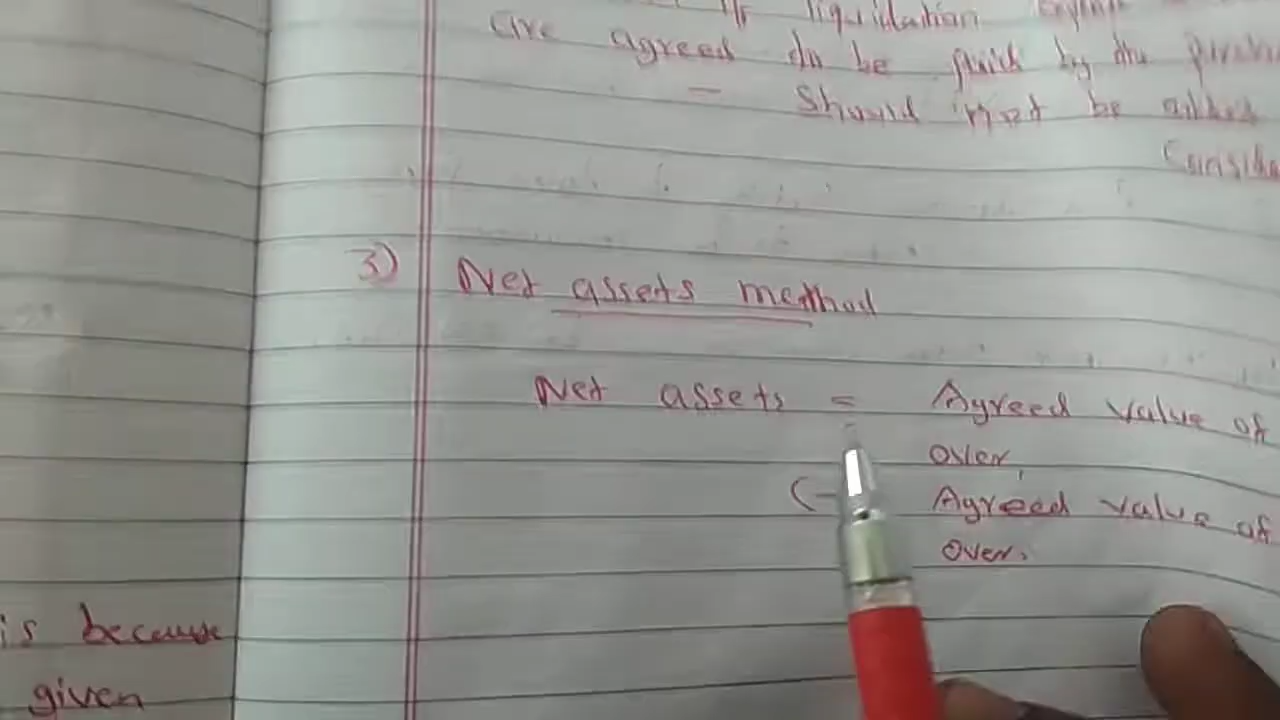 liquidation
are agreed to be paid by the
- Should not be added
3) Net assets method
Net assets = Agreed value of
over,
(- Agreed value of
over.
is because
given